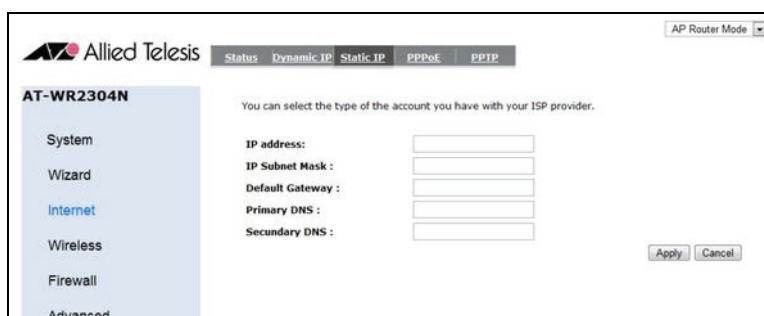 AP Router Mode
Allied Telesis
Status Dynamic IP Static IP PPPoE PPTP
AT-WR2304N
You can select the type of the account you have with your ISP provider.
System
Wizard
Internet
Wireless
Firewall
Advanced
IP address:
IP Subnet Mask :
Default Gateway :
Primary DNS :
Secundary DNS :
Apply Cancel